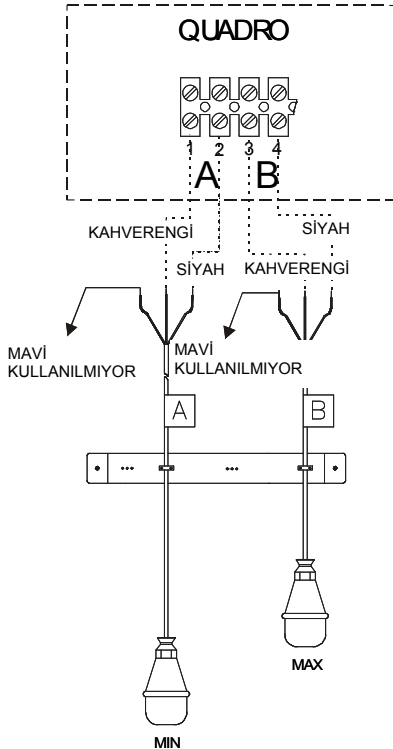 QUADRO
1 2 3 4
A B
KAHVERENGİ
SİYAH
SİYAH
KAHVERENGİ
MAVİ
KULLANILMIYOR
MAVİ
KULLANILMIYOR
A
B
MAX
MIN